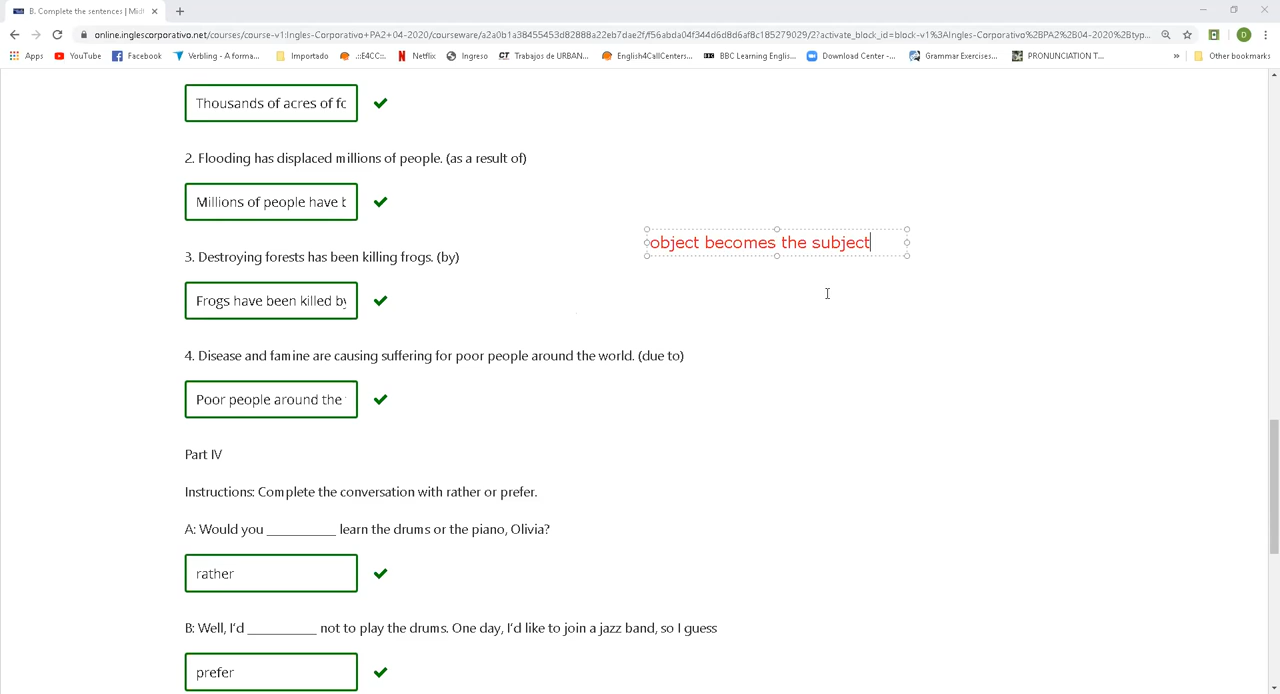 B. Complete the sentences | Mid
online.inglescorporativo.net/courses/course-v1:Ingles-Corporativo+PA2+04-2020/courseware/a2a0b1a38455453d82888a22eb7dae2f/f56abda04f344d6d8d6af8c185279029/2?activate_block_id=block-v1%3AIngles-Corporativo%2BPA2%2B04-2020%2Btyp...
Apps YouTube Facebook Verbling - A forma... Importado .::E4CC::. Netflix Ingreso Trabajos de URBAN... English4CallCenters... BBC Learning Englis... Download Center -... Grammar Exercises... PRONUNCIATION T... » Other bookmarks
Thousands of acres of fo
2. Flooding has displaced millions of people. (as a result of)
Millions of people have b
object becomes the subject
3. Destroying forests has been killing frogs. (by)
Frogs have been killed by
4. Disease and famine are causing suffering for poor people around the world. (due to)
Poor people around the
Part IV
Instructions: Complete the conversation with rather or prefer.
A: Would you __________ learn the drums or the piano, Olivia?
rather
B: Well, I'd __________ not to play the drums. One day, I'd like to join a jazz band, so I guess
prefer